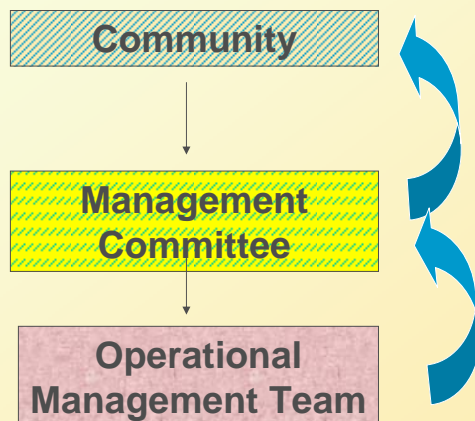 Community
Management
Committee
Operational
Management Team